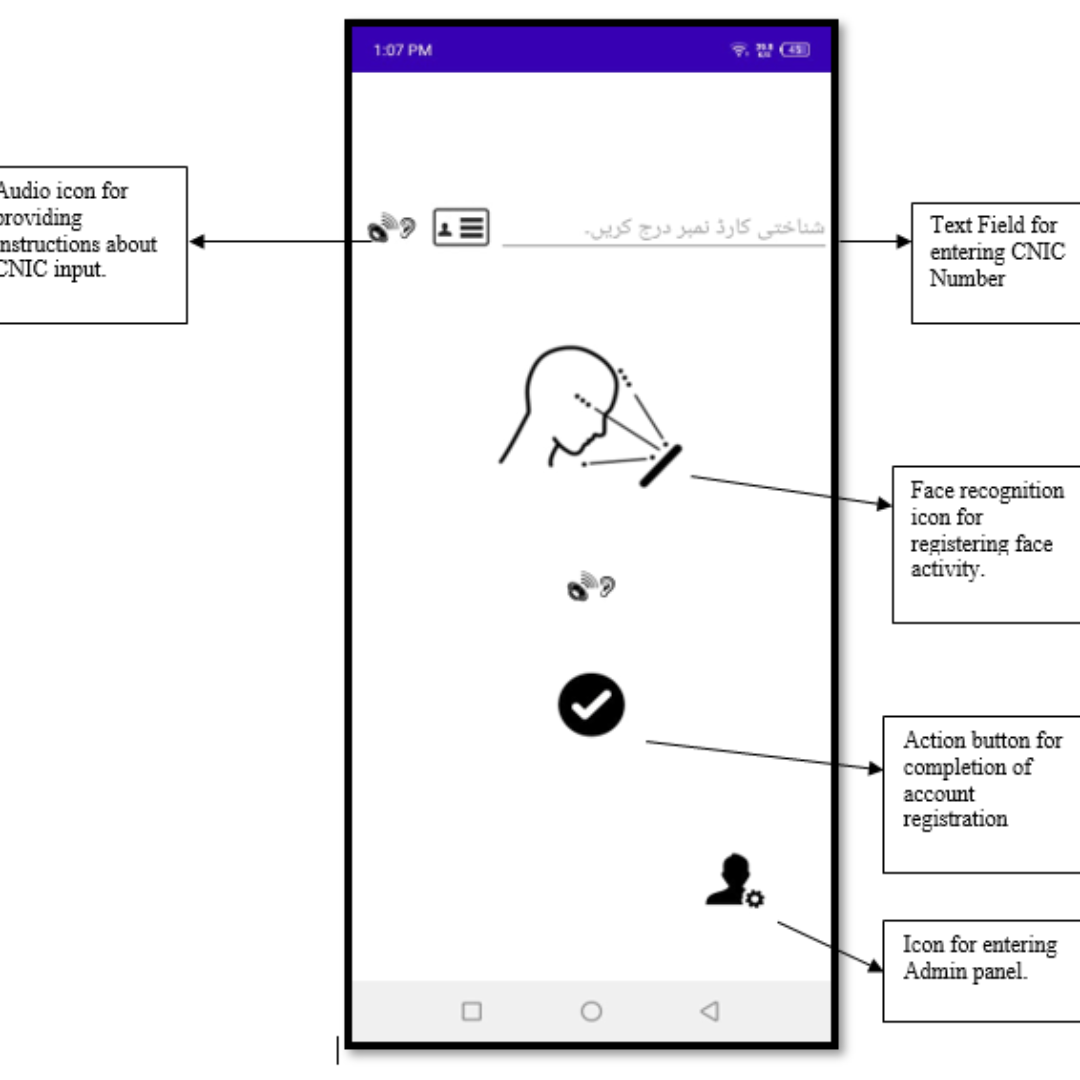 1:07 PM
45
Audio icon for
providing
instructions about
CNIC input.
شناختی کارڈ نمبر درج کریں۔
Text Field for
entering CNIC
Number
Face recognition
icon for
registering face
activity.
Action button for
completion of
account
registration
Icon for entering
Admin panel.